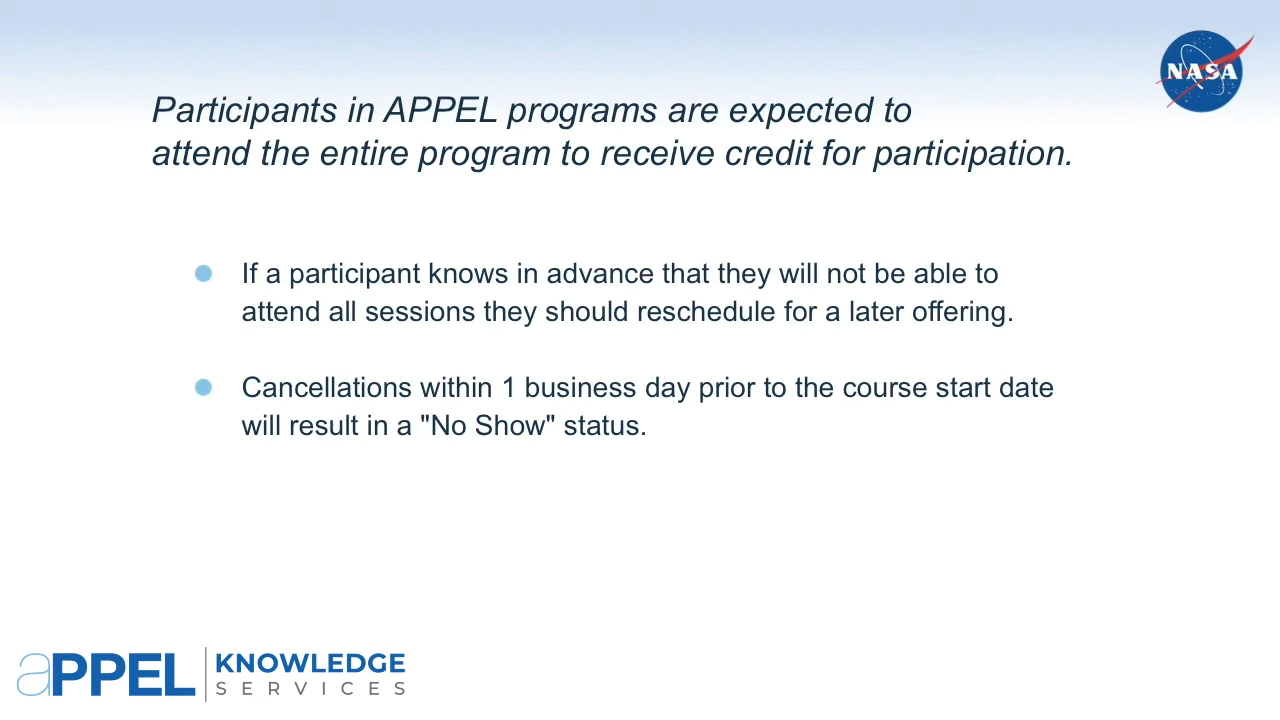 NASA
Participants in APPEL programs are expected to
attend the entire program to receive credit for participation.
If a participant knows in advance that they will not be able to
attend all sessions they should reschedule for a later offering.
Cancellations within 1 business day prior to the course start date
will result in a "No Show" status.
aPPEL
KNOWLEDGE
SERVICES